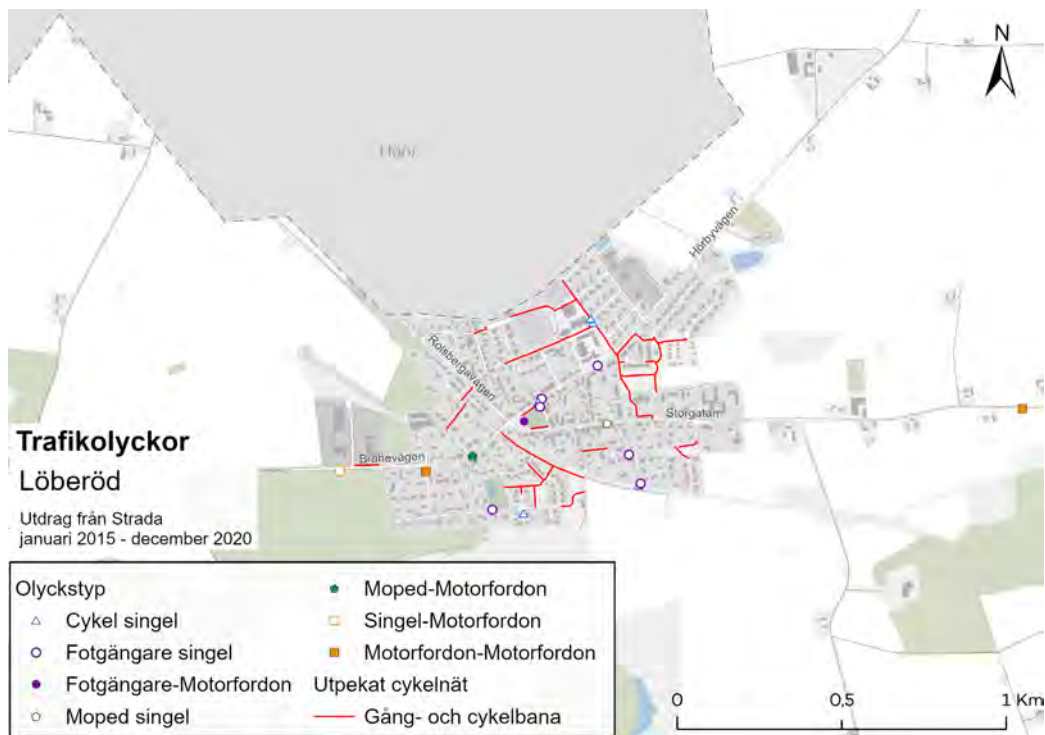 N
Höör
Hörbyvägen
Rolsbergavägen
Storgatan
Brahevägen
Trafikolyckor
Löberöd
Utdrag från Strada
januari 2015 - december 2020
Olyckstyp
Cykel singel
Fotgängare singel
Fotgängare-Motorfordon
Moped singel
Moped-Motorfordon
Singel-Motorfordon
Motorfordon-Motorfordon
Utpekat cykelnät
Gång- och cykelbana
0 0,5 1 Km